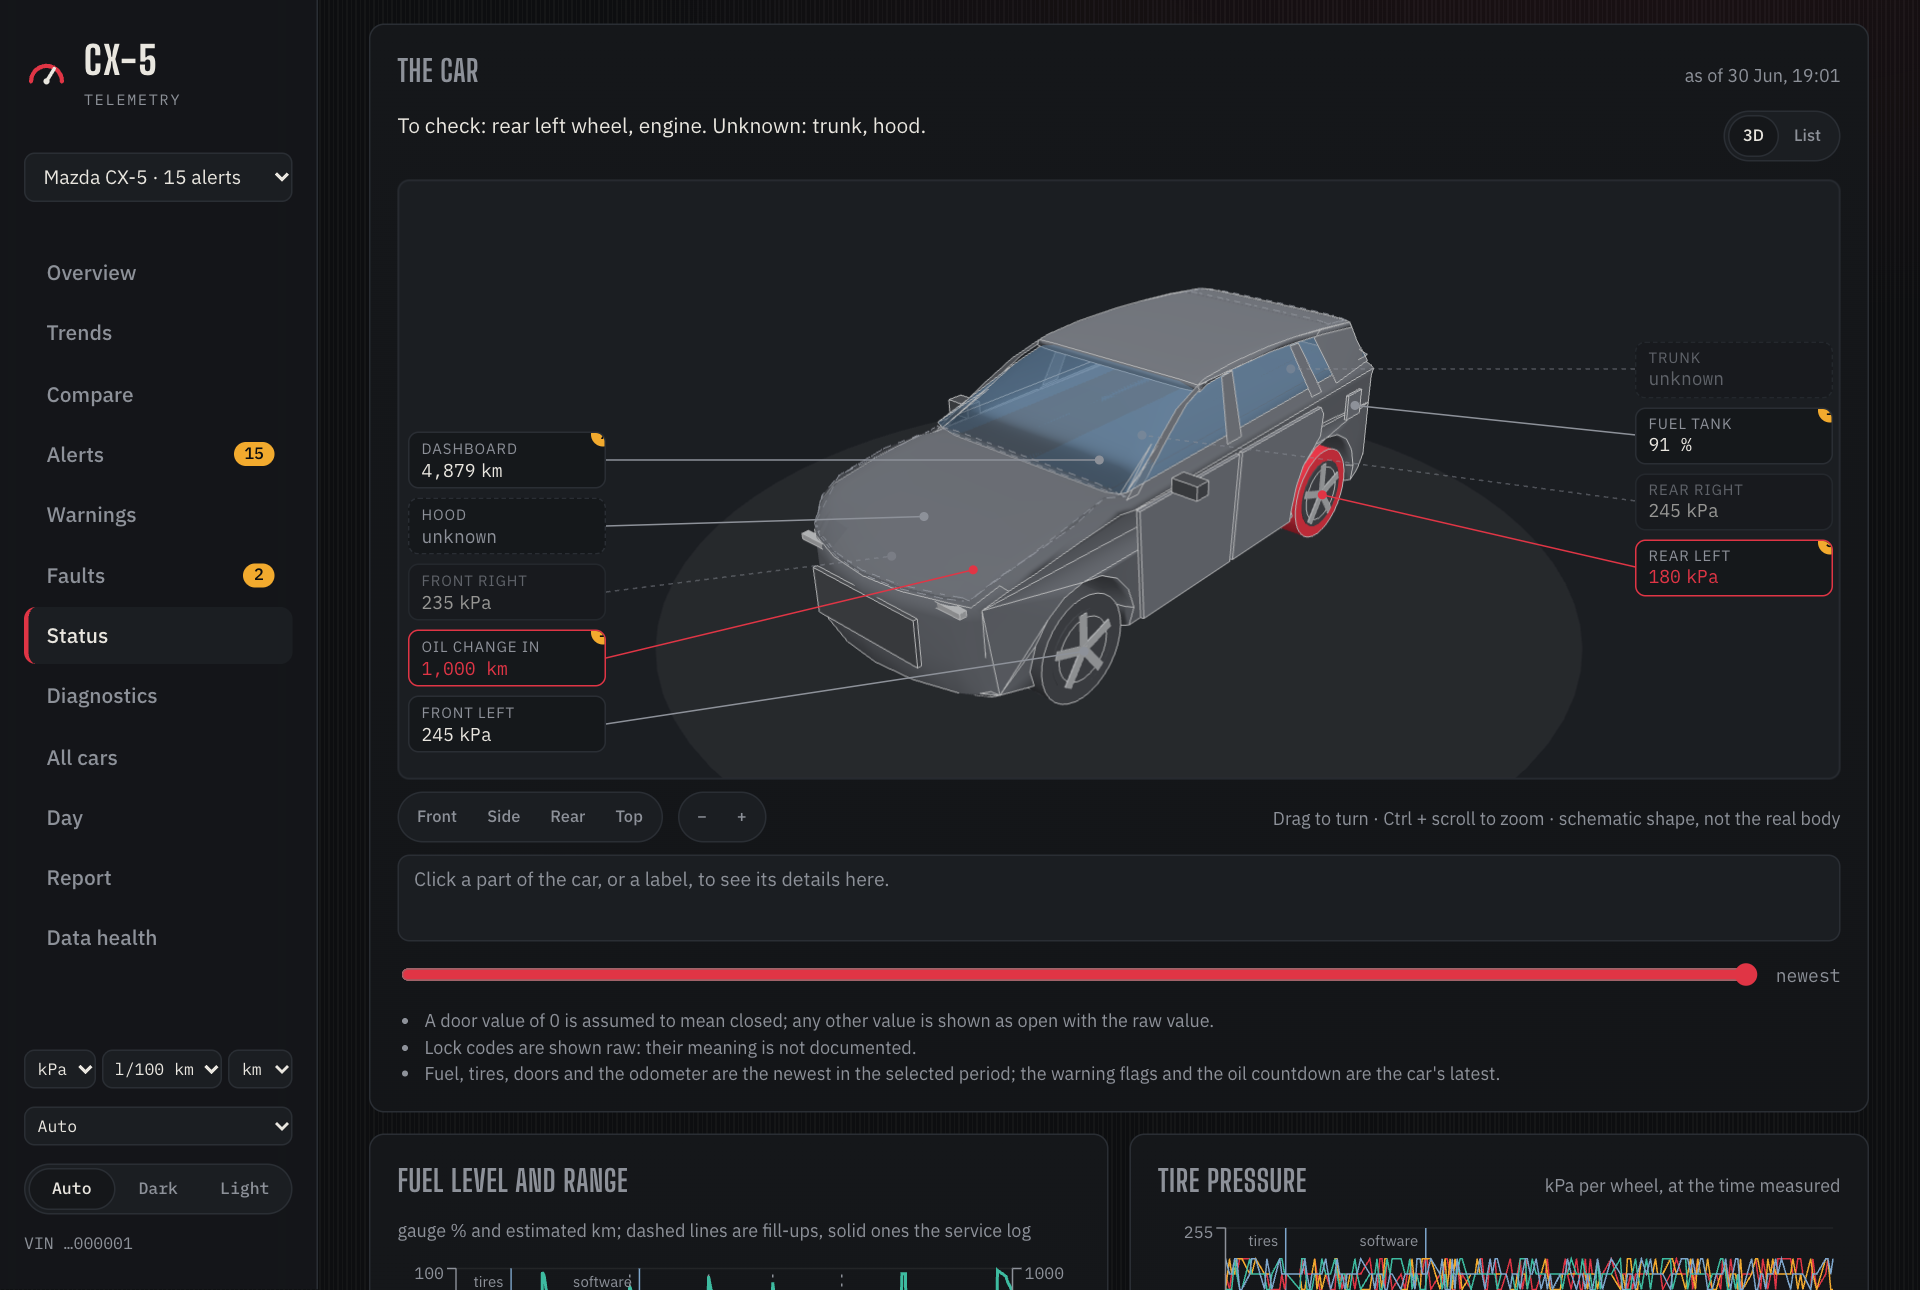 CX-5
TELEMETRY
Mazda CX-5 · 15 alerts
Overview
Trends
Compare
Alerts 15
Warnings
Faults 2
Status
Diagnostics
All cars
Day
Report
Data health
kPa
l/100 km
km
Auto
Auto
Dark
Light
VIN …000001
THE CAR
as of 30 Jun, 19:01
To check: rear left wheel, engine. Unknown: trunk, hood.
3D
List
DASHBOARD
4,879 km
HOOD
unknown
FRONT RIGHT
235 kPa
OIL CHANGE IN
1,000 km
FRONT LEFT
245 kPa
TRUNK
unknown
FUEL TANK
91 %
REAR RIGHT
245 kPa
REAR LEFT
180 kPa
Front
Side
Rear
Top
−
+
Drag to turn · Ctrl + scroll to zoom · schematic shape, not the real body
Click a part of the car, or a label, to see its details here.
newest
• A door value of 0 is assumed to mean closed; any other value is shown as open with the raw value.
• Lock codes are shown raw: their meaning is not documented.
• Fuel, tires, doors and the odometer are the newest in the selected period; the warning flags and the oil countdown are the car's latest.
FUEL LEVEL AND RANGE
gauge % and estimated km; dashed lines are fill-ups, solid ones the service log
100
tires
software
1000
TIRE PRESSURE
kPa per wheel, at the time measured
255
tires
software